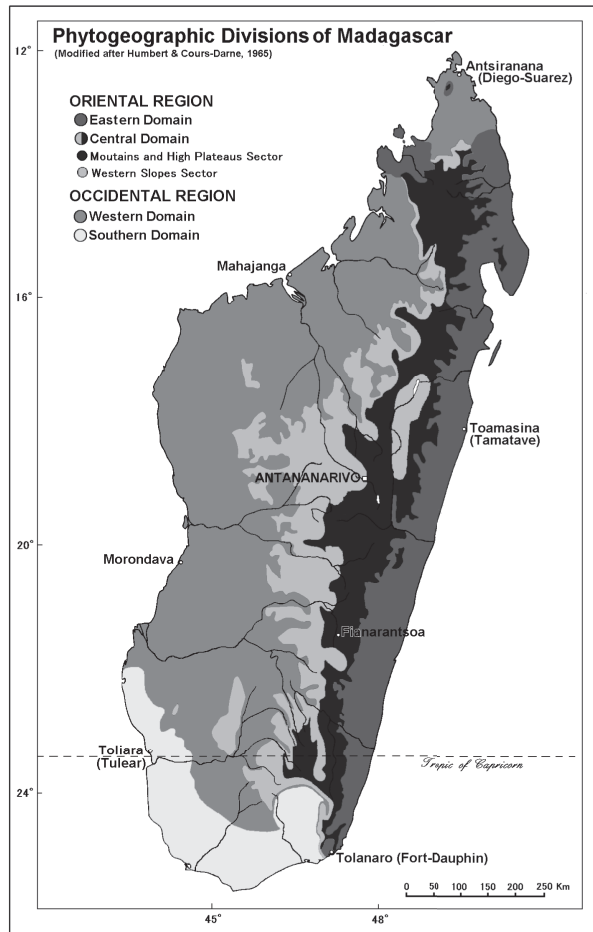 Phytogeographic Divisions of Madagascar
(Modified after Humbert & Cours-Darne, 1965)
12°
Antsiranana
(Diego-Suarez)
ORIENTAL REGION
Eastern Domain
Central Domain
Moutains and High Plateaus Sector
Western Slopes Sector
OCCIDENTAL REGION
Western Domain
Southern Domain
Mahajanga
16°
Toamasina
(Tamatave)
ANTANANARIVO
20°
Morondava
Fianarantsoa
Toliara
(Tulear)
Tropic of Capricorn
24°
Tolanaro (Fort-Dauphin)
0 50 100 150 200 250 Km
45° 48°